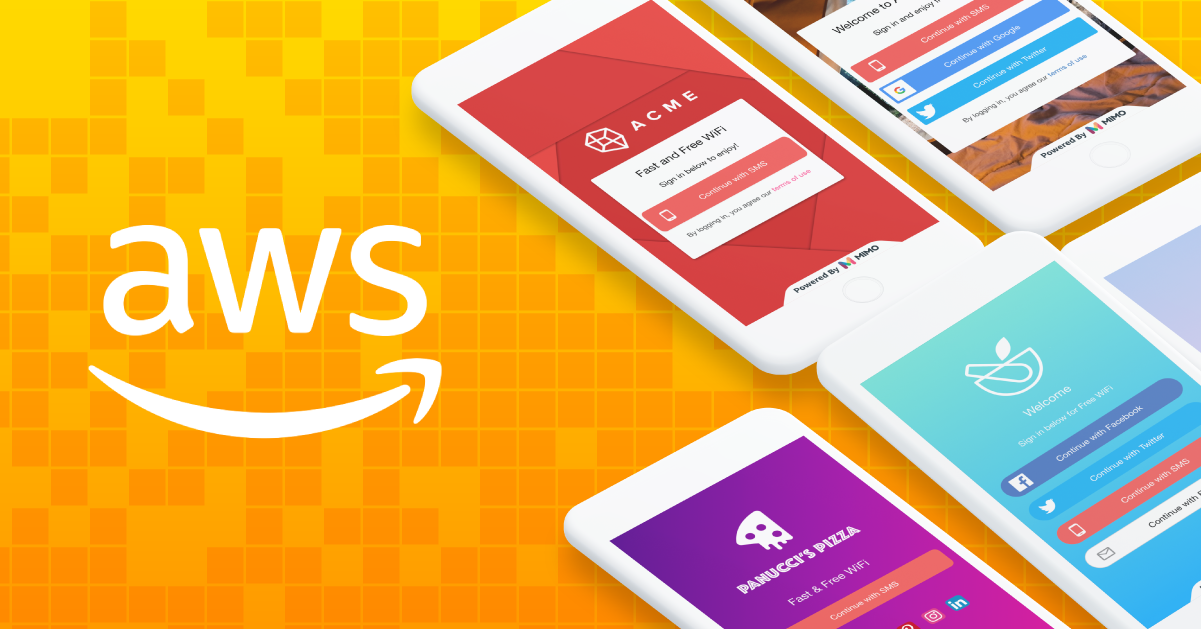 aws
ACME
Fast and Free WiFi
Sign in below to enjoy!
Continue with SMS
By logging in, you agree our terms of use
Powered By MIMO
Welcome to
Sign in and enjoy
Continue with SMS
Continue with Google
Continue with Twitter
By logging in, you agree our terms of use
Powered By MIMO
Welcome
Sign in below for Free WiFi
Continue with Facebook
Continue with Twitter
Continue with SMS
Continue with
PANUCCI'S PIZZA
Fast & Free WiFi
Continue with SMS
in